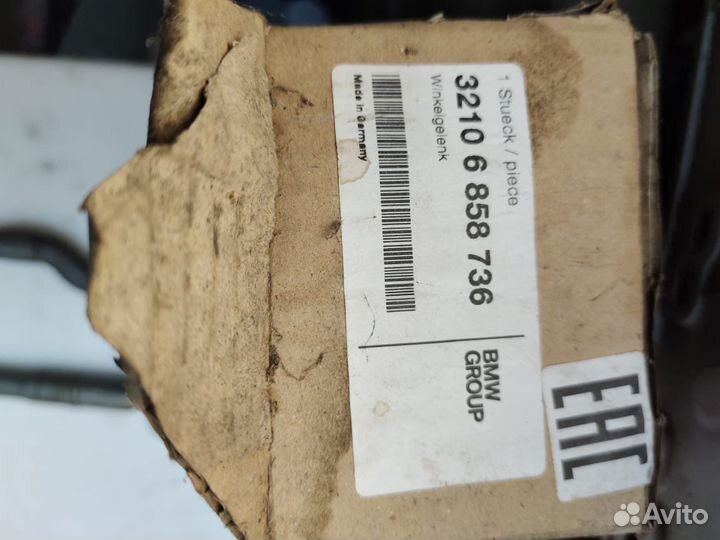 1 Stueck / piece
3210 6 858 736
Winkelgelenk
Made in Germany
BMW
GROUP
EAC
Avito